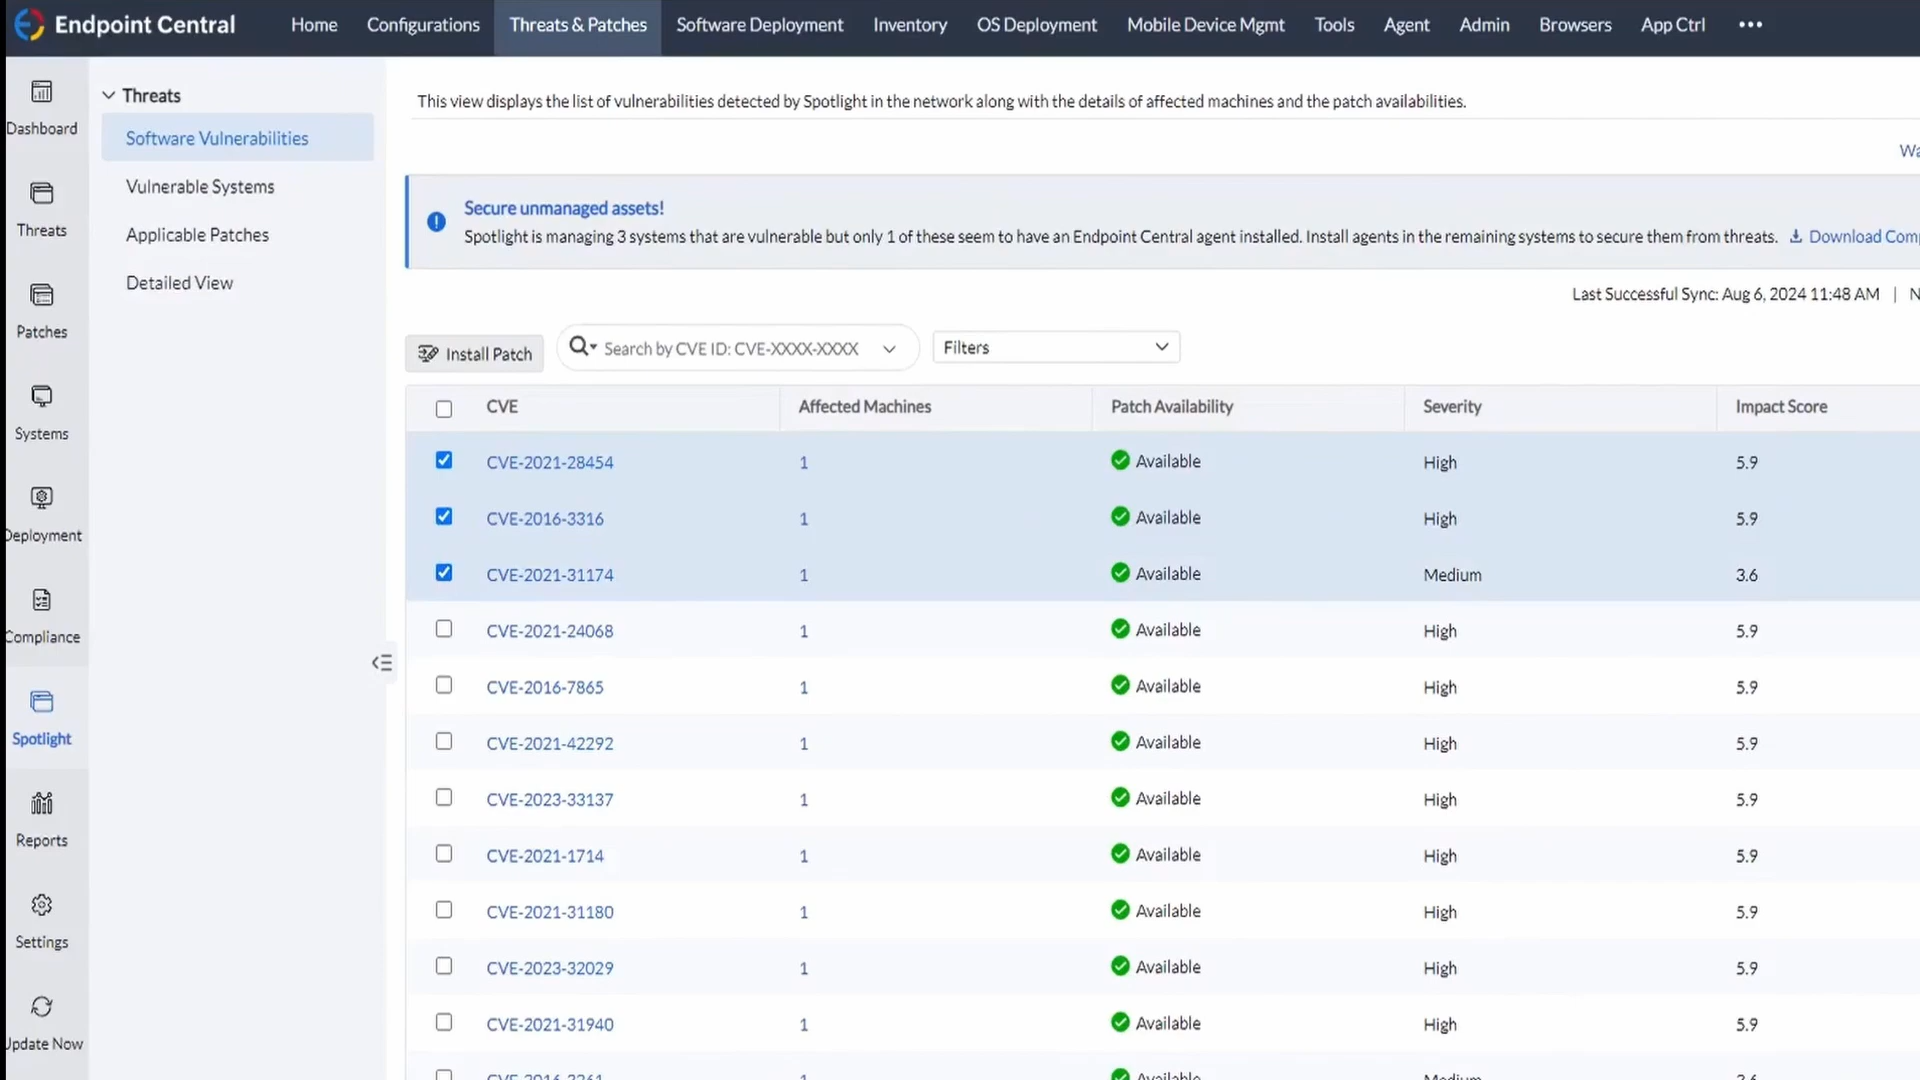 Endpoint Central
Home Configurations Threats & Patches Software Deployment Inventory OS Deployment Mobile Device Mgmt Tools Agent Admin Browsers App Ctrl •••
Dashboard
Threats
Patches
Systems
Deployment
Compliance
Spotlight
Reports
Settings
Update Now
Threats
Software Vulnerabilities
Vulnerable Systems
Applicable Patches
Detailed View
This view displays the list of vulnerabilities detected by Spotlight in the network along with the details of affected machines and the patch availabilities.
Secure unmanaged assets!
Spotlight is managing 3 systems that are vulnerable but only 1 of these seem to have an Endpoint Central agent installed. Install agents in the remaining systems to secure them from threats. Download
Last Successful Sync: Aug 6, 2024 11:48 AM |
Install Patch Search by CVE ID: CVE-XXXX-XXXX Filters
CVE Affected Machines Patch Availability Severity Impact Score
CVE-2021-28454 1 Available High 5.9
CVE-2016-3316 1 Available High 5.9
CVE-2021-31174 1 Available Medium 3.6
CVE-2021-24068 1 Available High 5.9
CVE-2016-7865 1 Available High 5.9
CVE-2021-42292 1 Available High 5.9
CVE-2023-33137 1 Available High 5.9
CVE-2021-1714 1 Available High 5.9
CVE-2021-31180 1 Available High 5.9
CVE-2023-32029 1 Available High 5.9
CVE-2021-31940 1 Available High 5.9